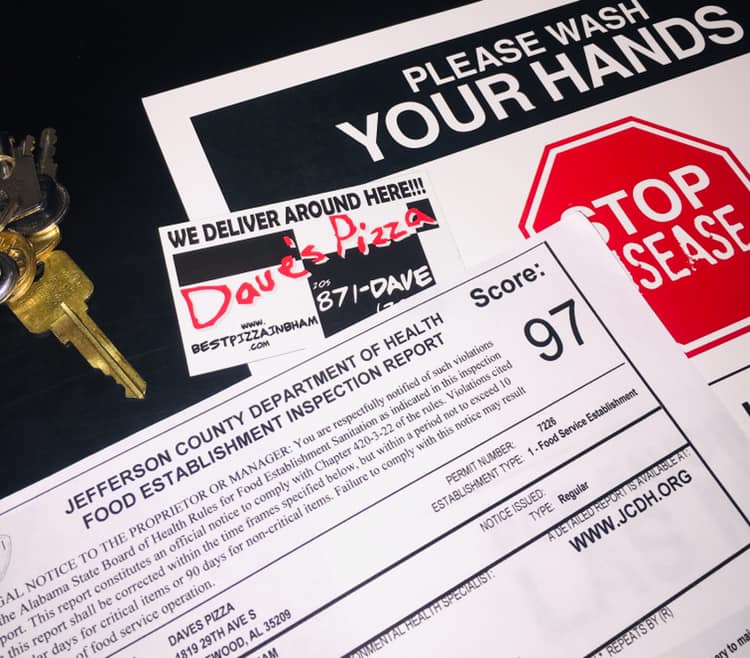 PLEASE WASH
YOUR HANDS
STOP
SEASE
WE DELIVER AROUND HERE!!!
Dave's Pizza
205
871-DAVE
WWW.
BESTPIZZAINBHAM
.COM
Score:
97
JEFFERSON COUNTY DEPARTMENT OF HEALTH
FOOD ESTABLISHMENT INSPECTION REPORT
GAL NOTICE TO THE PROPRIETOR OR MANAGER: You are respectfully notified of such violations
the Alabama State Board of Health Rules for Food Establishment Sanitation as indicated in this inspection
port. This report constitutes an official notice to comply with Chapter 420-3-22 of the rules. Violations cited
this report shall be corrected within the time frames specified below, but within a period not to exceed 10
ar days for critical items or 90 days for non-critical items. Failure to comply with this notice may result
of food service operation.
PERMIT NUMBER: 7226
ESTABLISHMENT TYPE: 1 - Food Service Establishment
NOTICE ISSUED:
TYPE: Regular
A DETAILED REPORT IS AVAILABLE AT:
WWW.JCDH.ORG
DAVES PIZZA
1819 29TH AVE S
EWOOD, AL 35209
HAM
NMENTAL HEALTH SPECIALIST:
REPEATS BY (R)